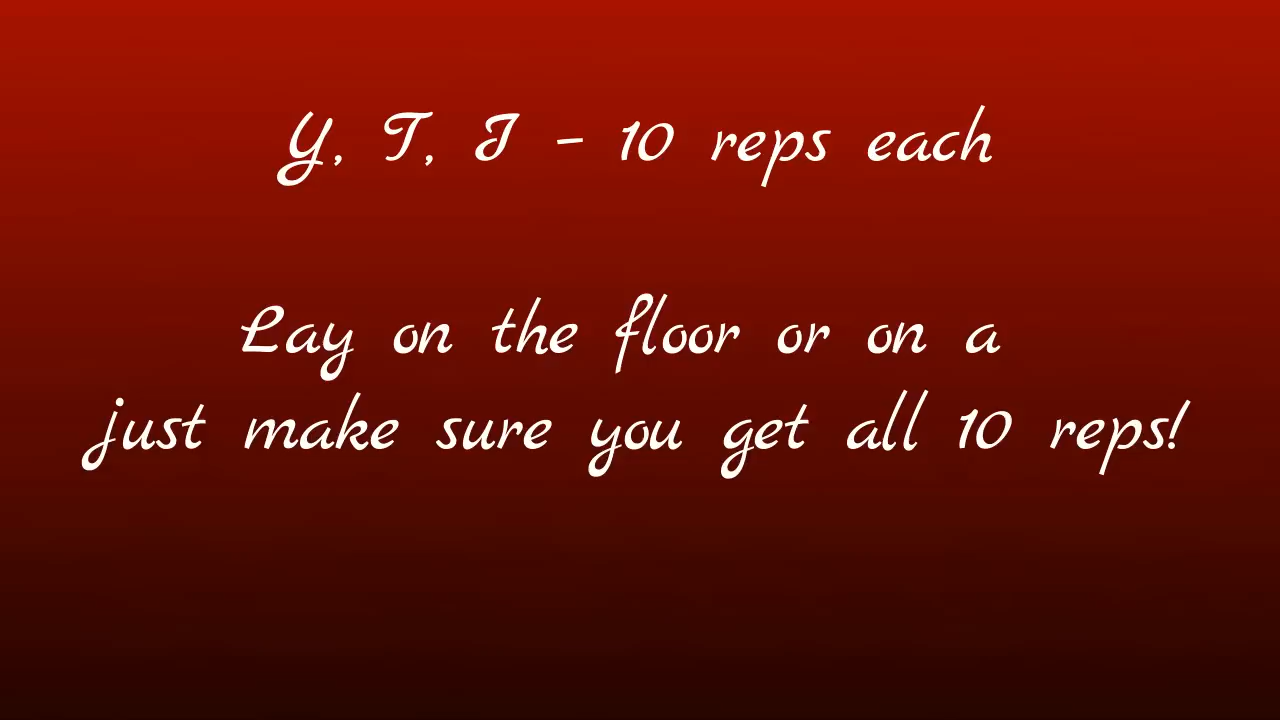 Y, T, I - 10 reps each
Lay on the floor or on a
just make sure you get all 10 reps!